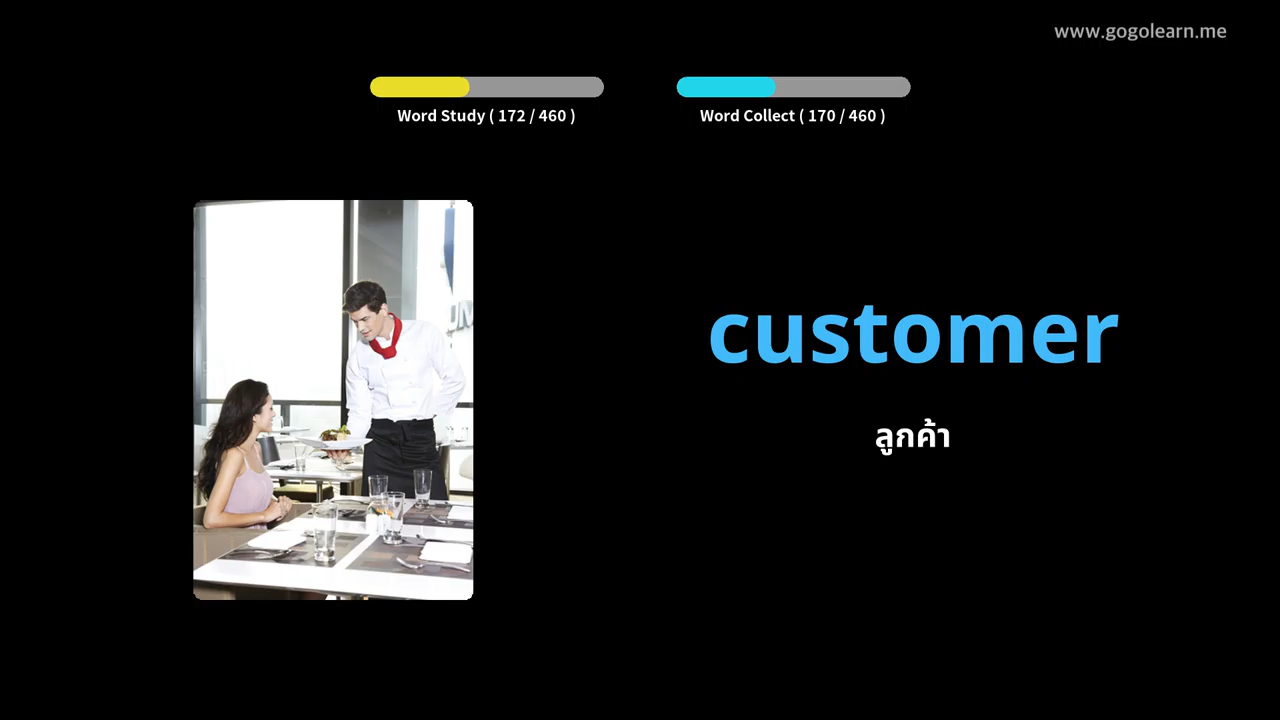 www.gogolearn.me
Word Study ( 172 / 460 )
Word Collect ( 170 / 460 )
customer
ลูกค้า